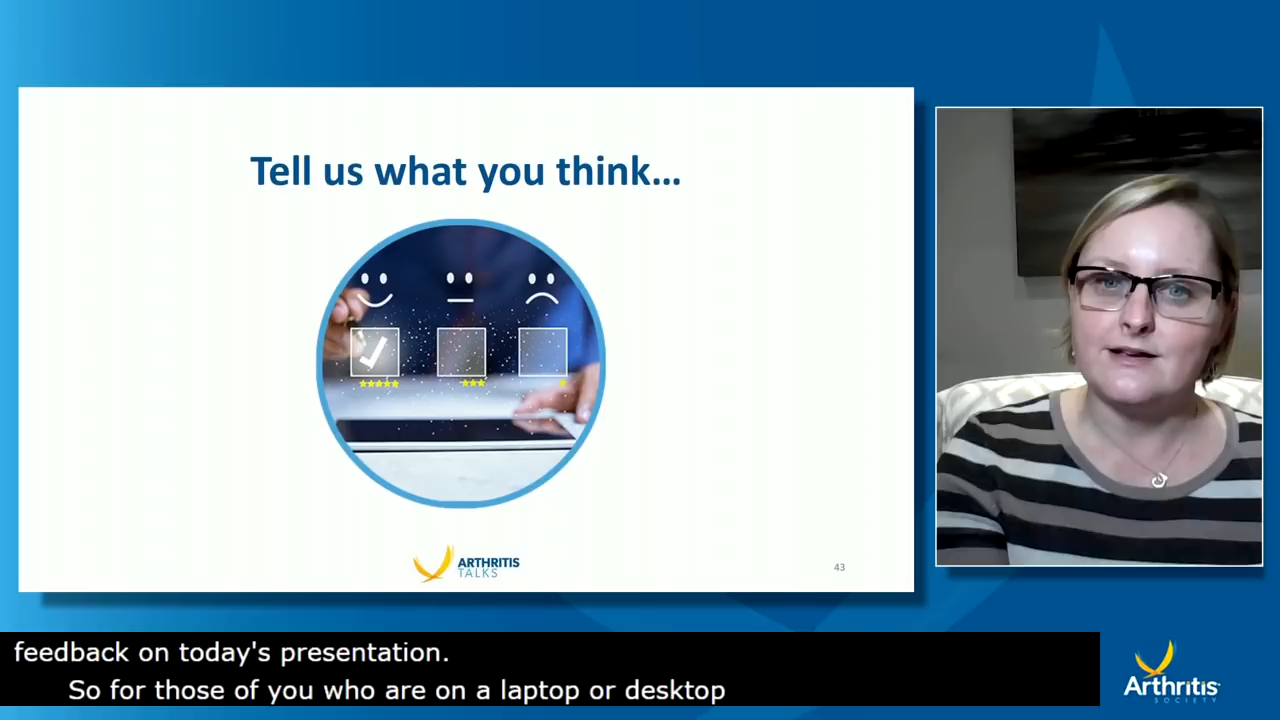 Tell us what you think...
ARTHRITIS
TALKS
43
feedback on today's presentation.
So for those of you who are on a laptop or desktop
Arthritis
SOCIETY